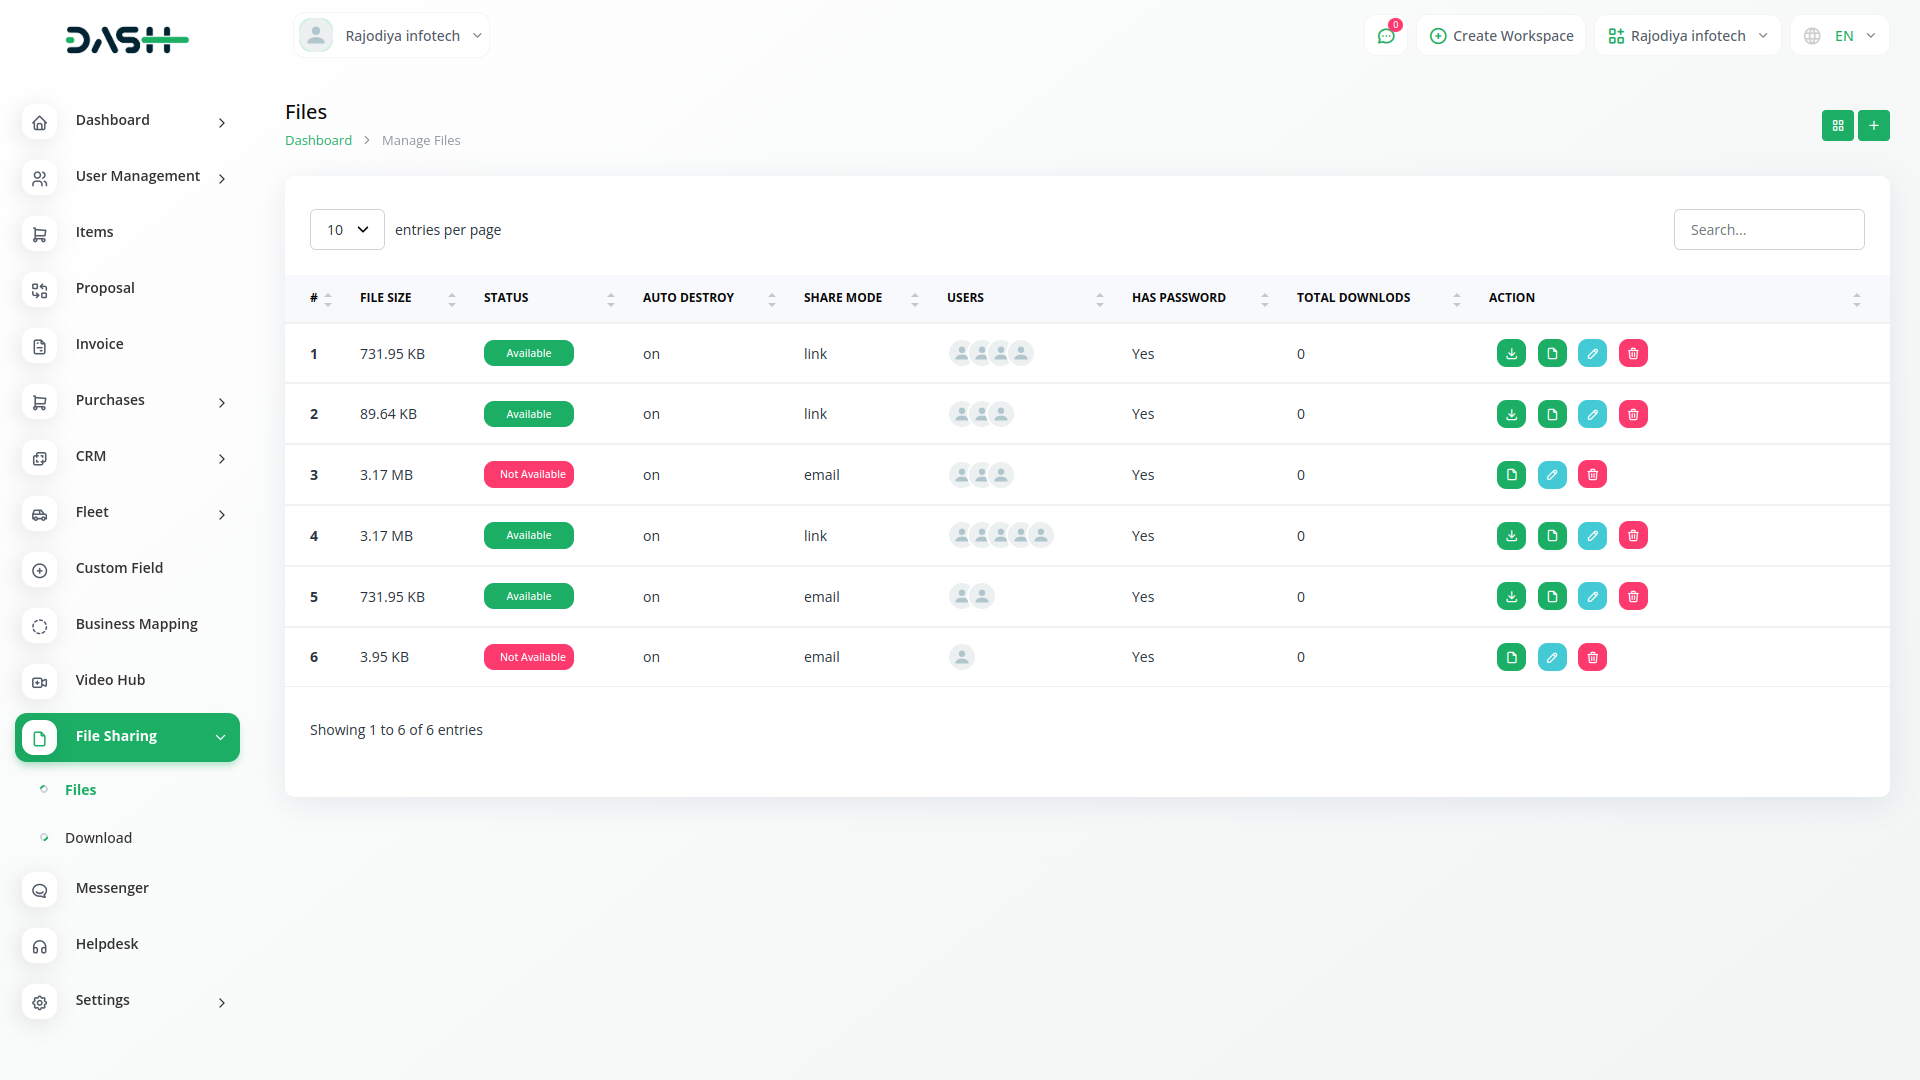 DASH
Rajodiya infotech
0
Create Workspace
Rajodiya infotech
EN
Dashboard
User Management
Items
Proposal
Invoice
Purchases
CRM
Fleet
Custom Field
Business Mapping
Video Hub
File Sharing
Files
Download
Messenger
Helpdesk
Settings
Files
Dashboard > Manage Files
10 entries per page
Search...
# FILE SIZE STATUS AUTO DESTROY SHARE MODE USERS HAS PASSWORD TOTAL DOWNLODS ACTION
1 731.95 KB Available on link Yes 0
2 89.64 KB Available on link Yes 0
3 3.17 MB Not Available on email Yes 0
4 3.17 MB Available on link Yes 0
5 731.95 KB Available on email Yes 0
6 3.95 KB Not Available on email Yes 0
Showing 1 to 6 of 6 entries